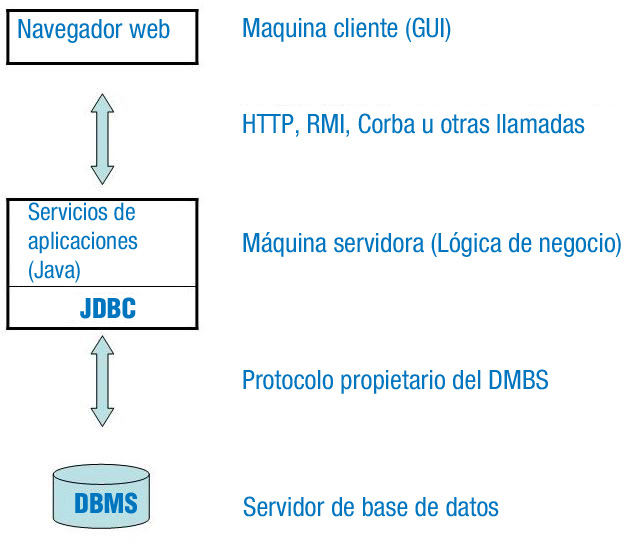 Navegador web
Maquina cliente (GUI)
HTTP, RMI, Corba u otras llamadas
Servicios de
aplicaciones
(Java)
JDBC
Máquina servidora (Lógica de negocio)
Protocolo propietario del DMBS
DBMS
Servidor de base de datos